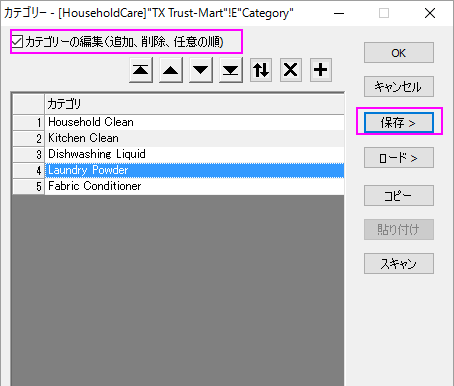 カテゴリー - [HouseholdCare]"TX Trust-Mart"!E"Category"
カテゴリーの編集(追加、削除、任意の順)
OK
キャンセル
保存 >
ロード >
コピー
貼り付け
スキャン
カテゴリ
1 Household Clean
2 Kitchen Clean
3 Dishwashing Liquid
4 Laundry Powder
5 Fabric Conditioner